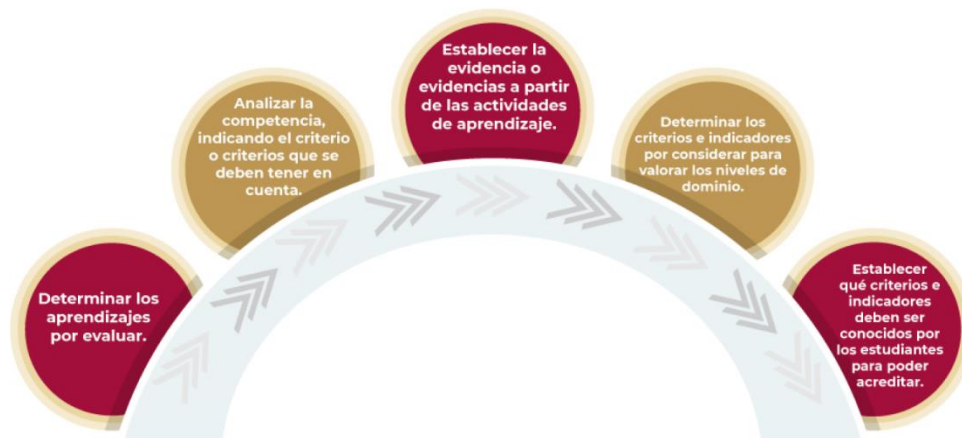 Determinar los
aprendizajes
por evaluar.
Analizar la
competencia,
indicando el criterio
o criterios que se
deben tener en
cuenta.
Establecer la
evidencia o
evidencias a partir
de las actividades
de aprendizaje.
Determinar los
criterios e indicadores
por considerar para
valorar los niveles de
dominio.
Establecer
qué criterios e
indicadores
deben ser
conocidos por
los estudiantes
para poder
acreditar.